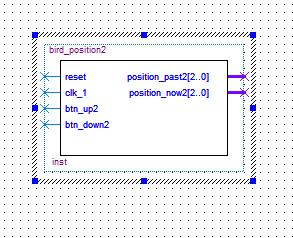 bird_position2
reset position_past2[2..0]
clk_1 position_now2[2..0]
btn_up2
btn_down2
inst